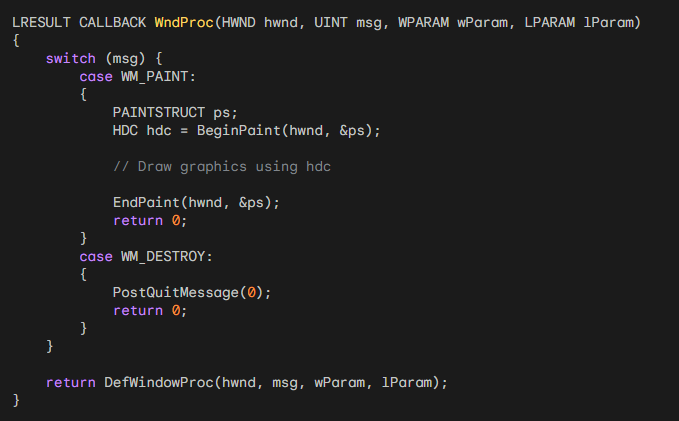 LRESULT CALLBACK WndProc(HWND hwnd, UINT msg, WPARAM wParam, LPARAM lParam)
{
    switch (msg) {
        case WM_PAINT:
        {
            PAINTSTRUCT ps;
            HDC hdc = BeginPaint(hwnd, &ps);

            // Draw graphics using hdc

            EndPaint(hwnd, &ps);
            return 0;
        }
        case WM_DESTROY:
        {
            PostQuitMessage(0);
            return 0;
        }
    }

    return DefWindowProc(hwnd, msg, wParam, lParam);
}